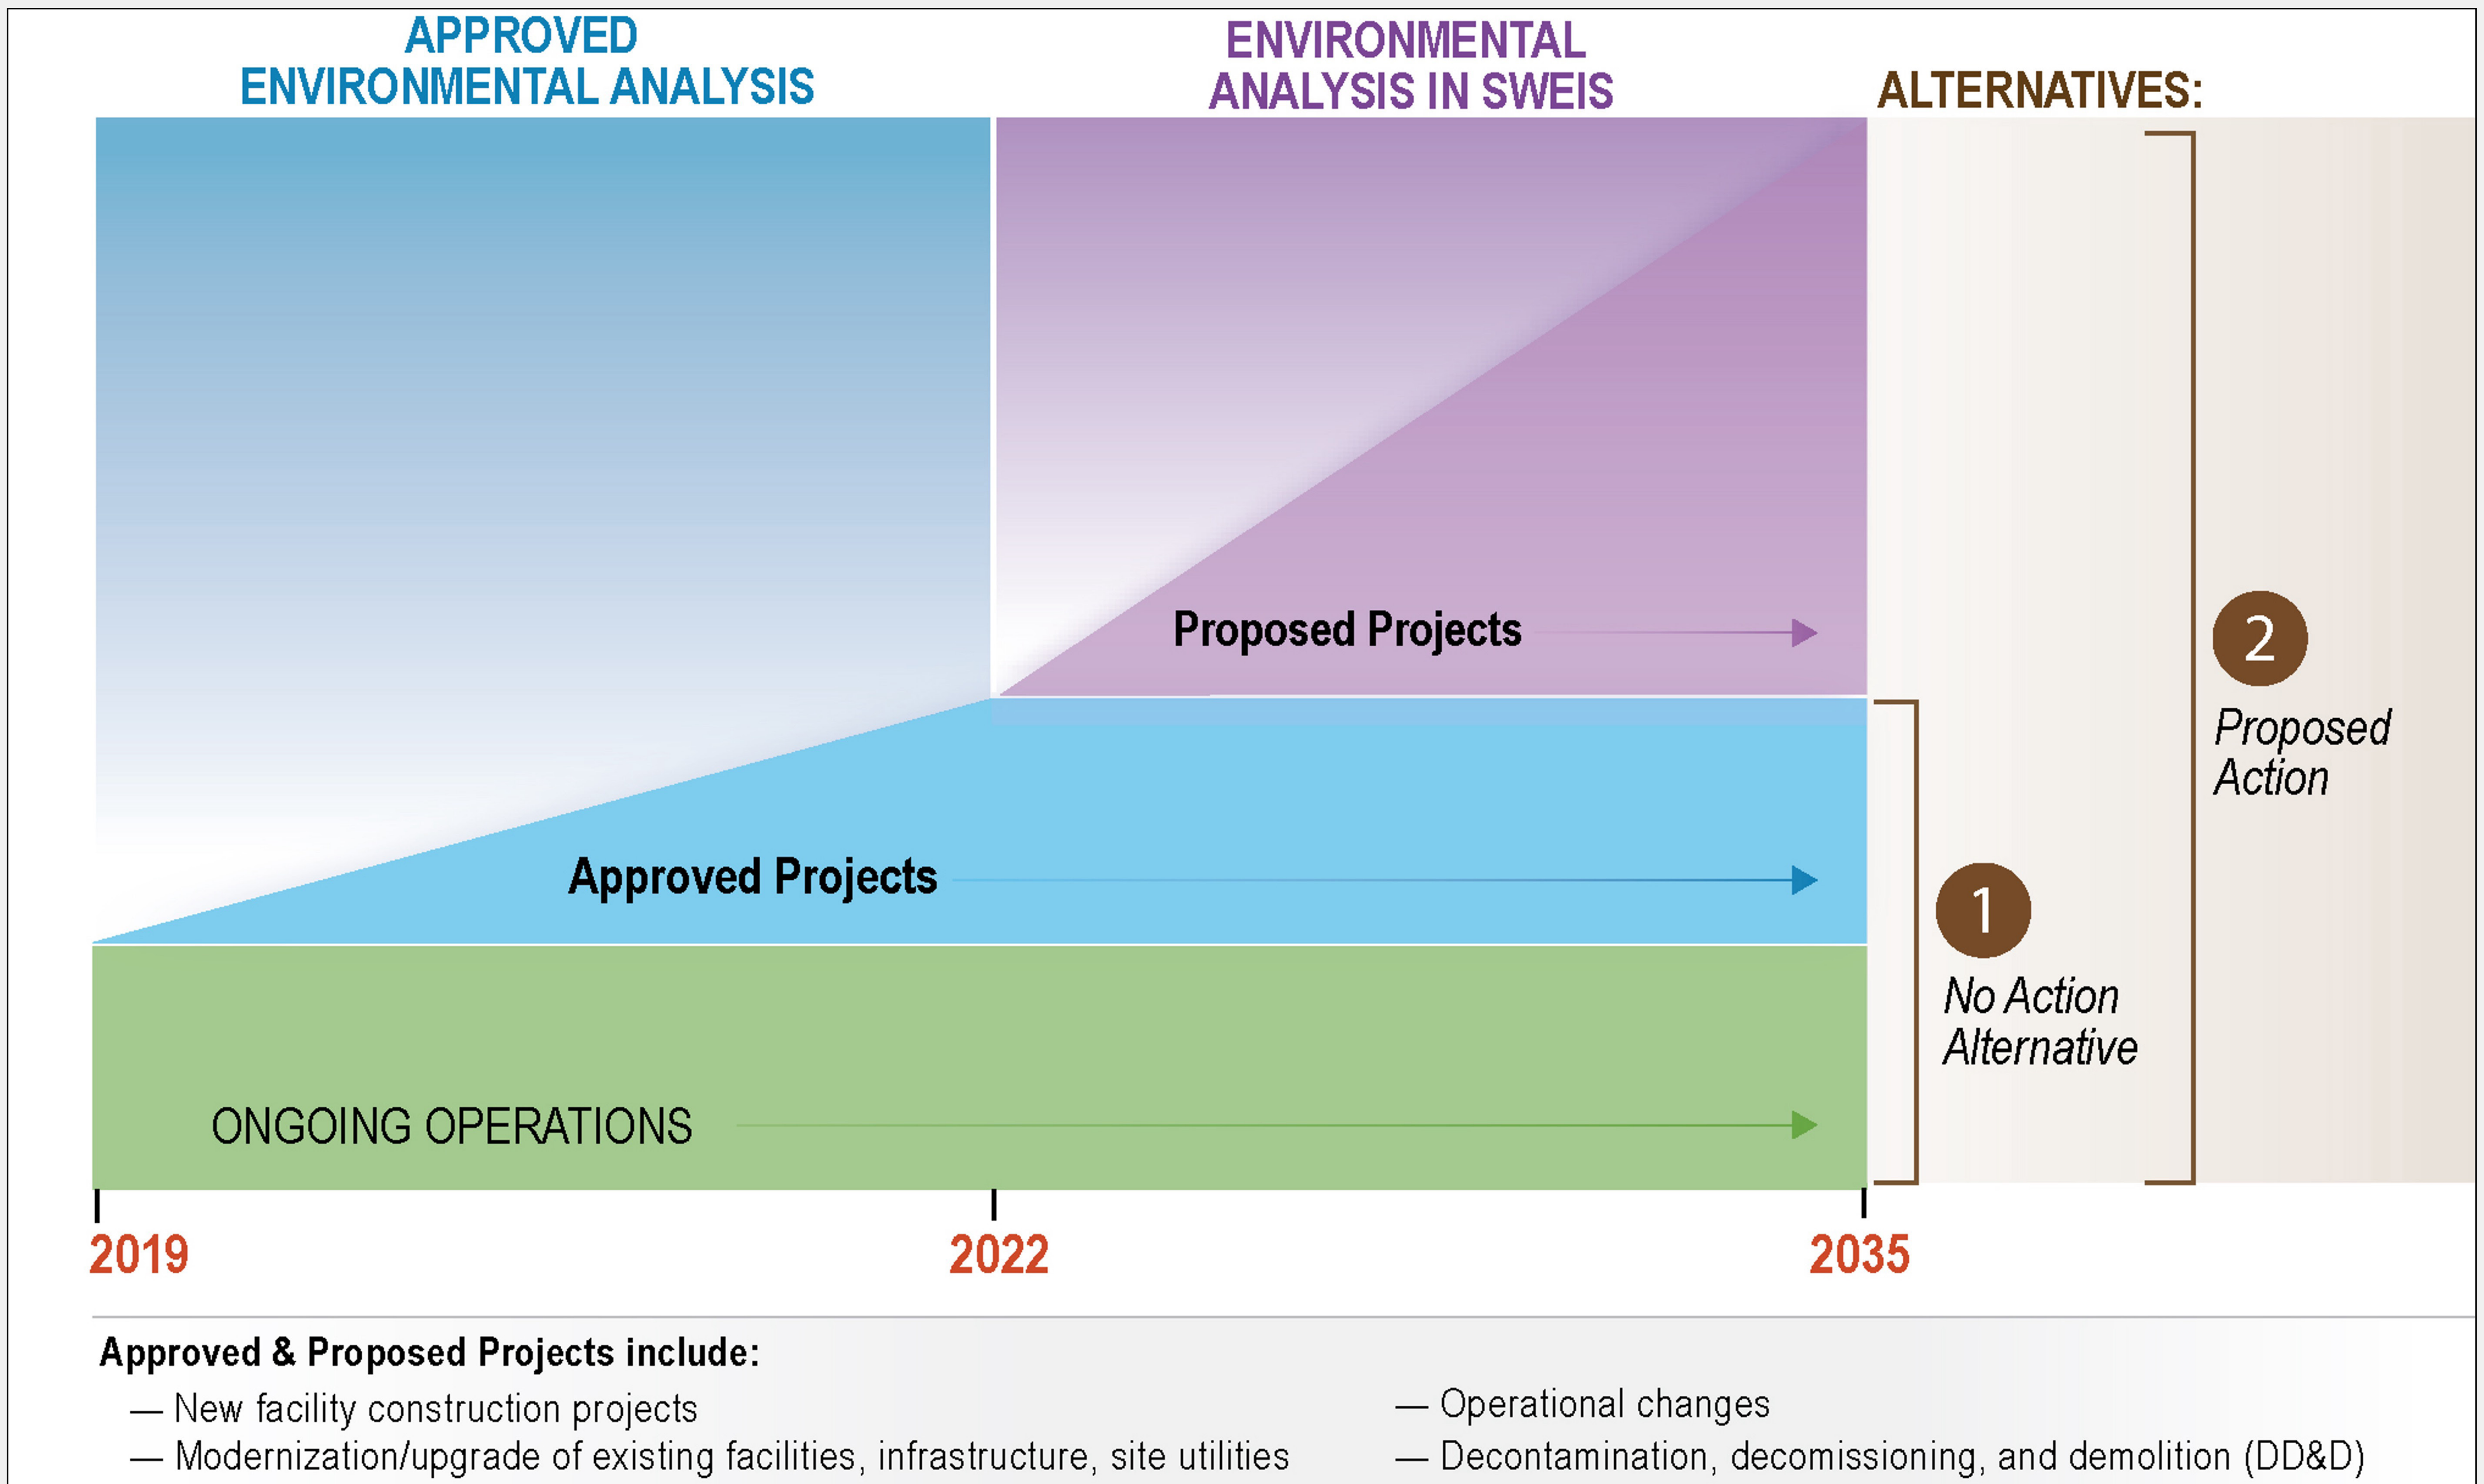 APPROVED
ENVIRONMENTAL ANALYSIS
ENVIRONMENTAL
ANALYSIS IN SWEIS
ALTERNATIVES:
Proposed Projects
2
Proposed
Action
Approved Projects
1
No Action
Alternative
ONGOING OPERATIONS
2019
2022
2035
Approved & Proposed Projects include:
— New facility construction projects
— Modernization/upgrade of existing facilities, infrastructure, site utilities
— Operational changes
— Decontamination, decomissioning, and demolition (DD&D)